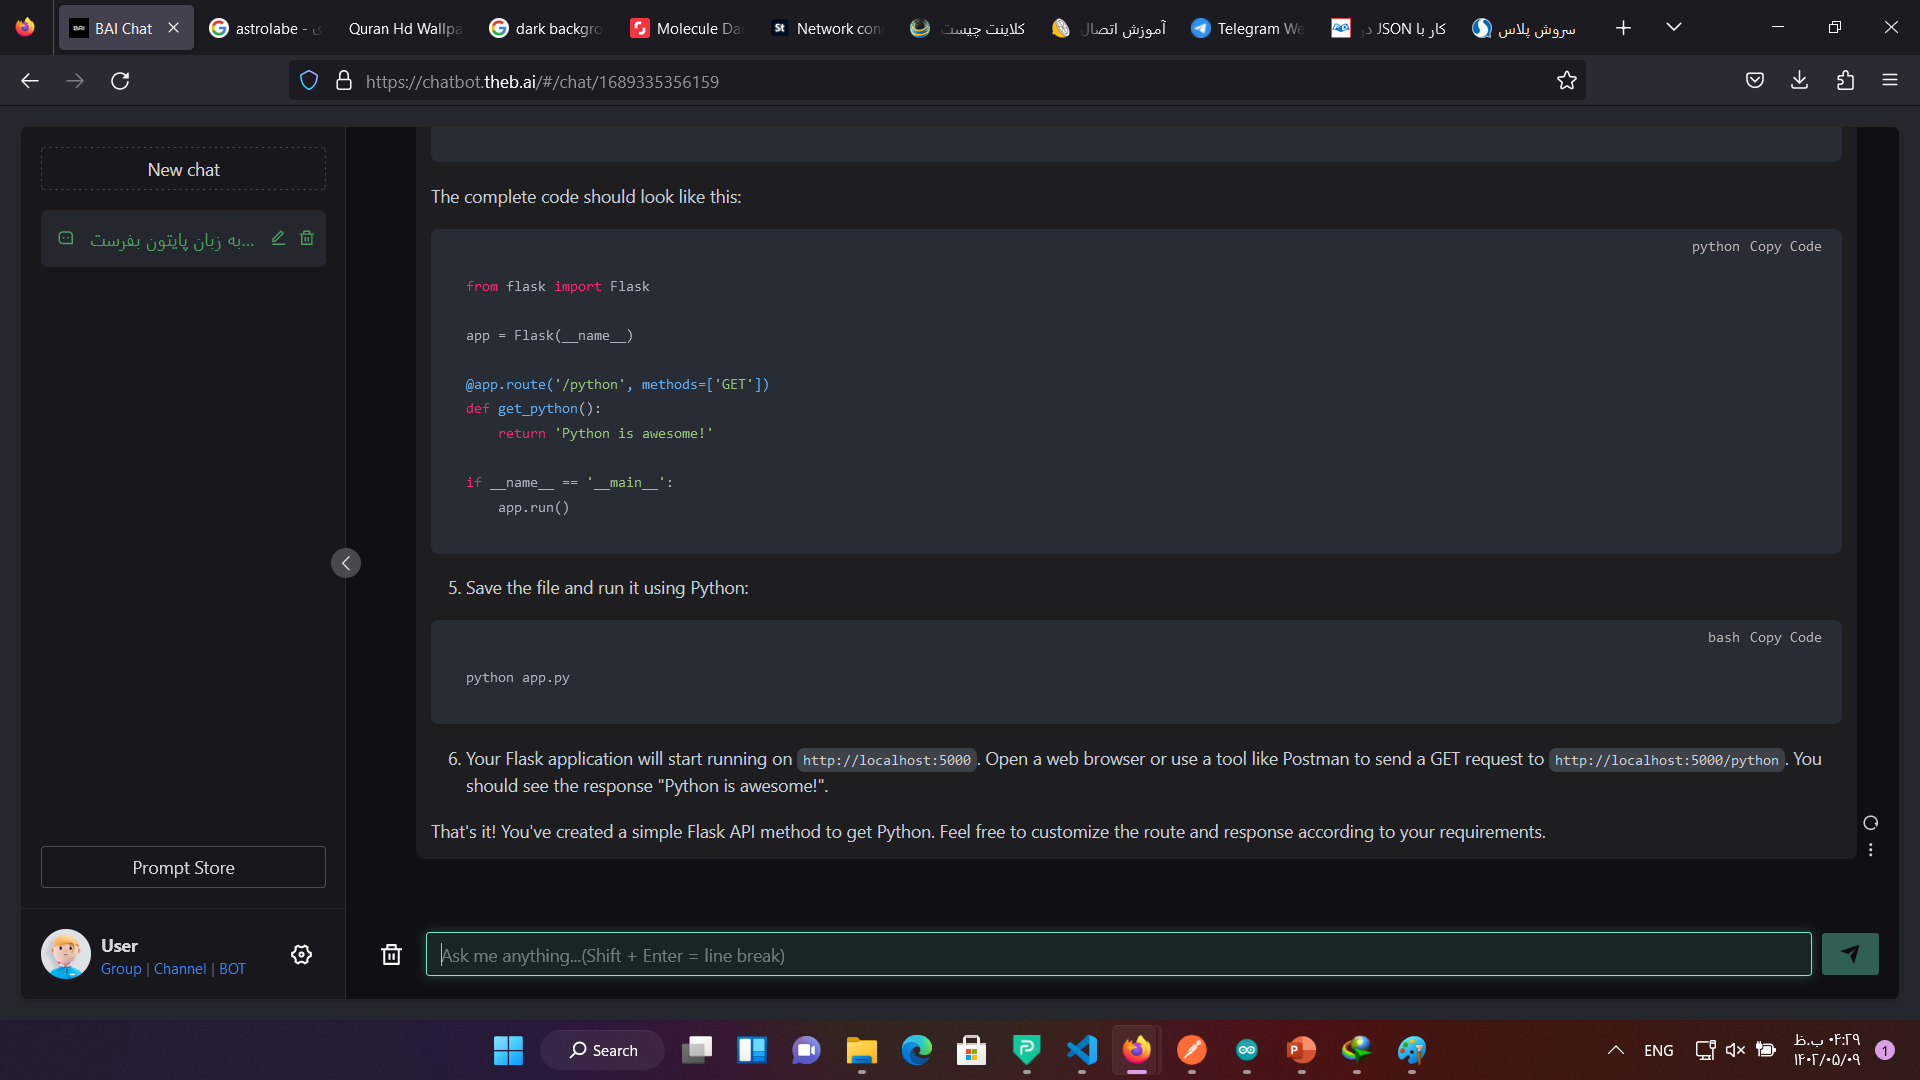 BAI Chat
astrolabe -
Quran Hd Wallpa
dark backgro
Molecule Da
Network con
کلاینت چیست
آموزش اتصال
Telegram We
کار با JSON در
سروش پلاس
https://chatbot.theb.ai/#/chat/1689335356159
New chat
به زبان پایتون بفرست...
The complete code should look like this:
python Copy Code
from flask import Flask
app = Flask(__name__)
@app.route('/python', methods=['GET'])
def get_python():
return 'Python is awesome!'
if __name__ == '__main__':
app.run()
5. Save the file and run it using Python:
bash Copy Code
python app.py
6. Your Flask application will start running on http://localhost:5000. Open a web browser or use a tool like Postman to send a GET request to http://localhost:5000/python. You
should see the response "Python is awesome!".
That's it! You've created a simple Flask API method to get Python. Feel free to customize the route and response according to your requirements.
Prompt Store
User
Group | Channel | BOT
Ask me anything...(Shift + Enter = line break)
Search
ENG
۰۴:۲۹ ب.ظ
۱۴۰۲/۰۵/۰۹
1